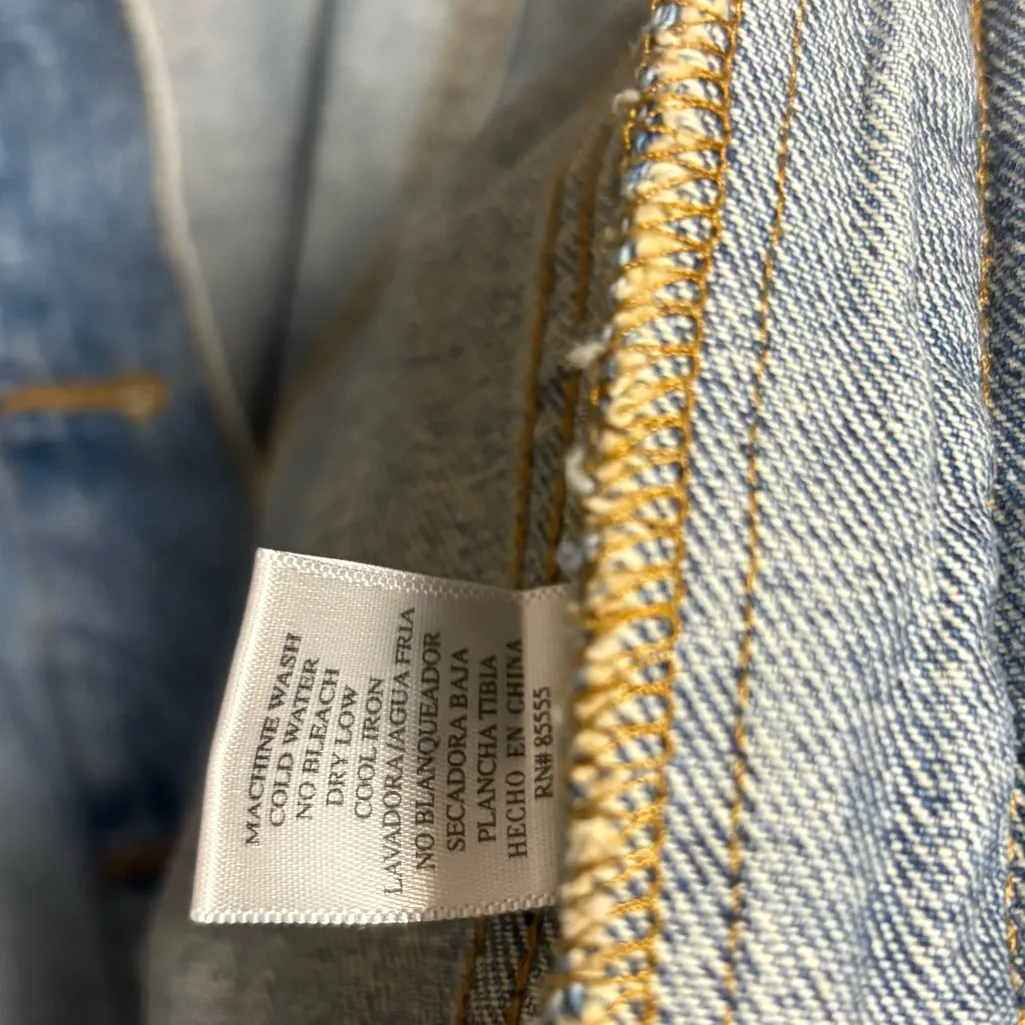 MACHINE WASH
COLD WATER
NO BLEACH
DRY LOW
COOL IRON
LAVADORA/AGUA FRIA
NO BLANQUEADOR
SECADORA BAJA
PLANCHA TIBIA
HECHO EN CHINA
RN# 85555